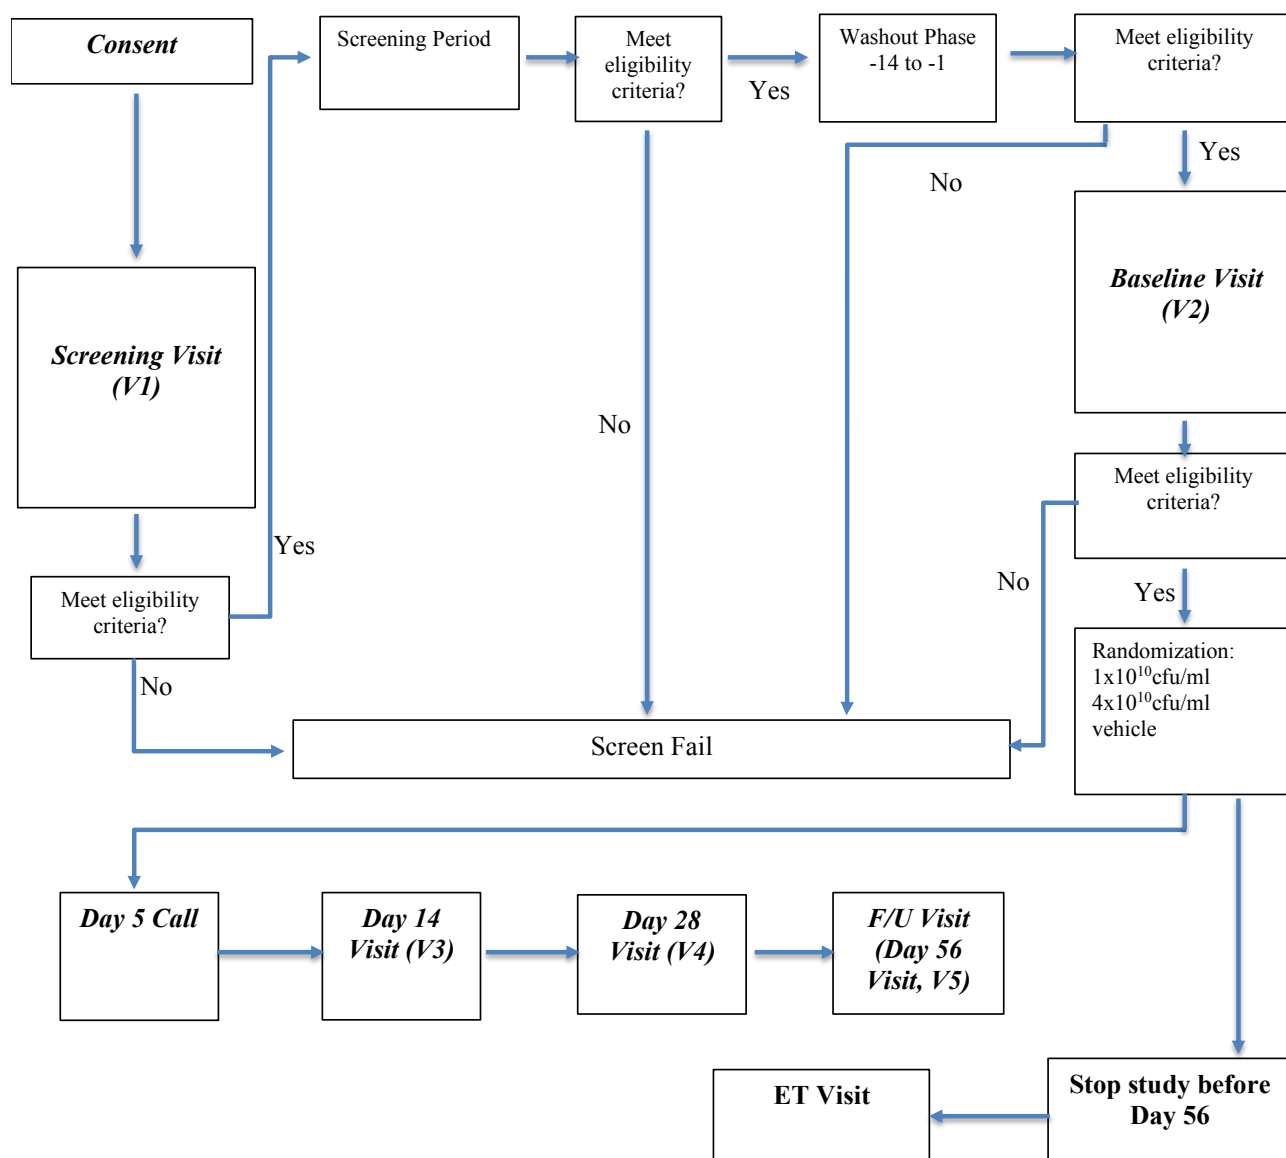 Consent
Screening Period
Meet
eligibility
criteria?
Yes
Washout Phase
-14 to -1
Meet eligibility
criteria?
No
Yes
Screening Visit
(V1)
Baseline Visit
(V2)
No
Yes
Meet eligibility
criteria?
No
Meet eligibility
criteria?
No
Yes
Randomization:
1x10¹⁰cfu/ml
4x10¹⁰cfu/ml
vehicle
Screen Fail
Day 5 Call
Day 14
Visit (V3)
Day 28
Visit (V4)
F/U Visit
(Day 56
Visit, V5)
ET Visit
Stop study before
Day 56